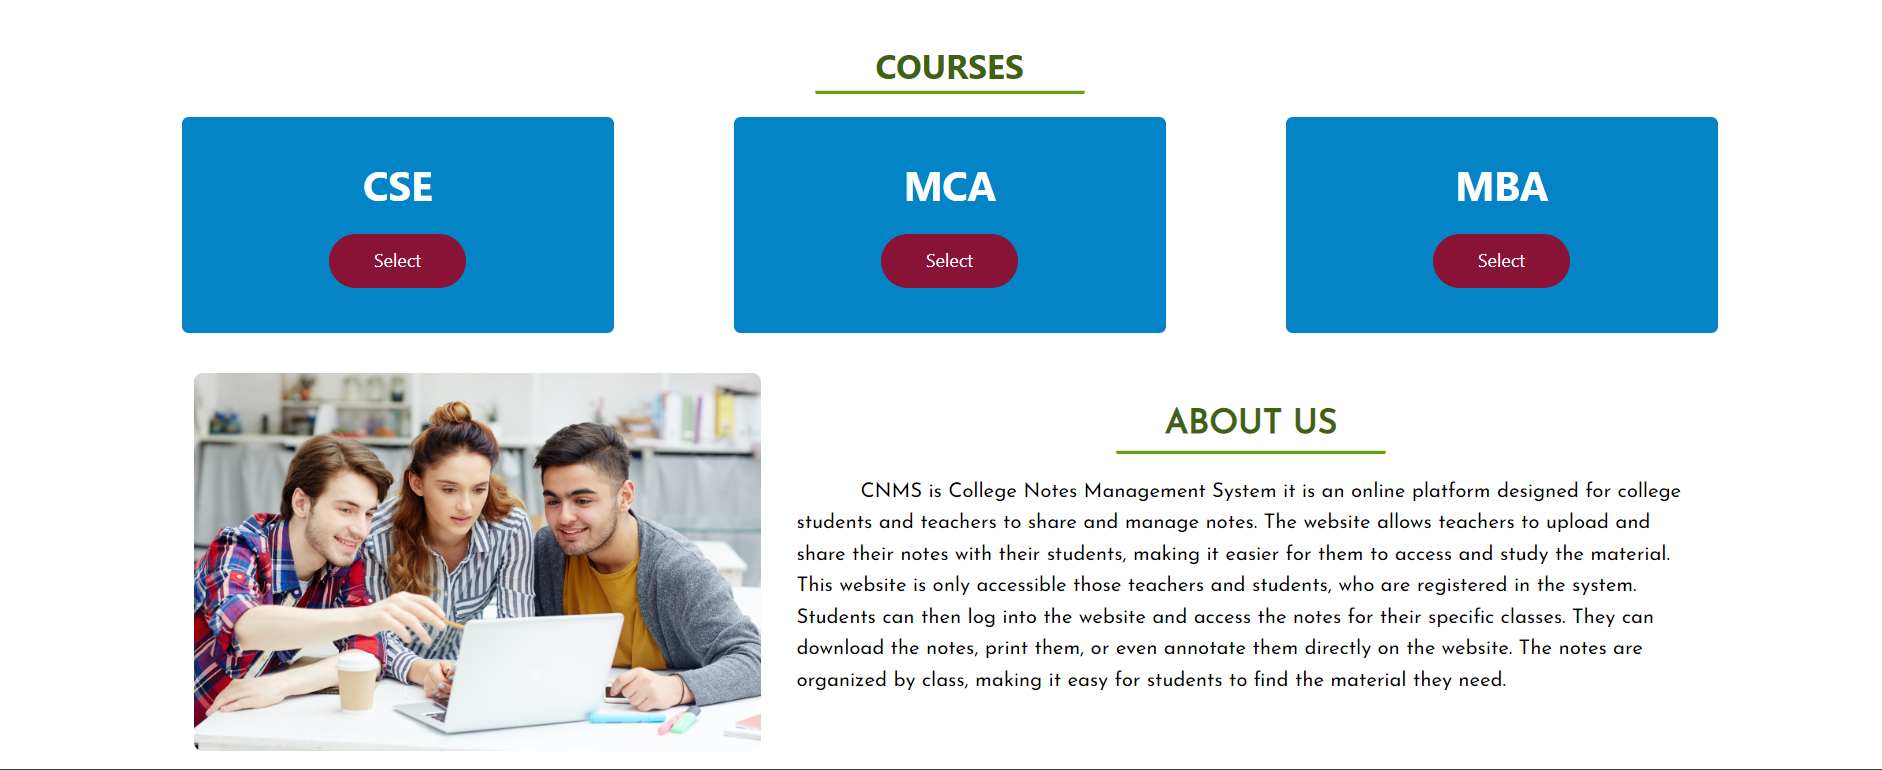 COURSES
CSE
MCA
MBA
Select
Select
Select
ABOUT US
CNMS is College Notes Management System it is an online platform designed for college
students and teachers to share and manage notes. The website allows teachers to upload and
share their notes with their students, making it easier for them to access and study the material.
This website is only accessible those teachers and students, who are registered in the system.
Students can then log into the website and access the notes for their specific classes. They can
download the notes, print them, or even annotate them directly on the website. The notes are
organized by class, making it easy for students to find the material they need.